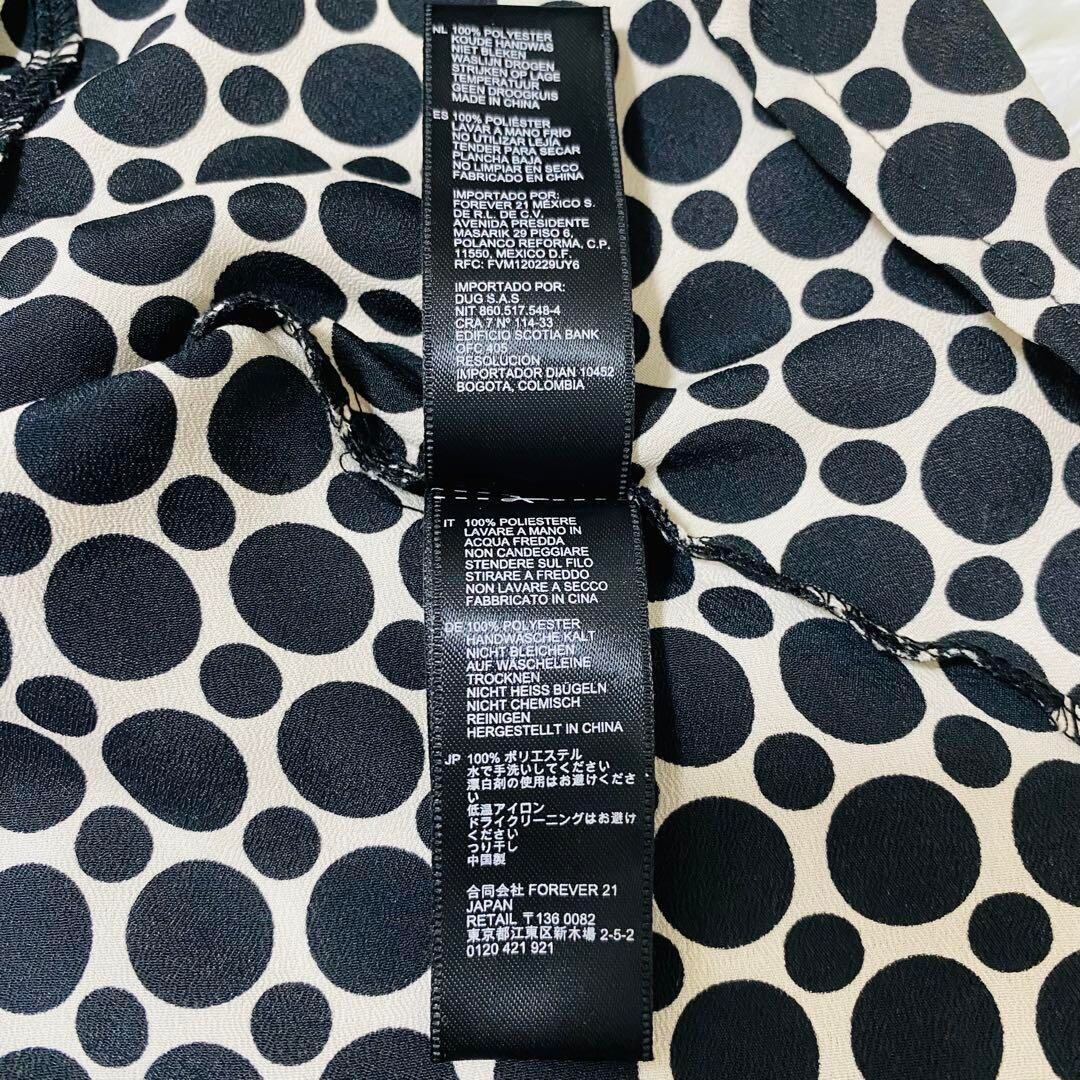 NL 100% POLYESTER
KOUDE HANDWAS
NIET BLEKEN
WASLIJN DROGEN
STRIJKEN OP LAGE
TEMPERATUUR
GEEN DROOGKUIS
MADE IN CHINA
ES 100% POLIÉSTER
LAVAR A MANO FRIO
NO UTILIZAR LEJÍA
TENDER PARA SECAR
PLANCHA BAJA
NO LIMPIAR EN SECO
FABRICADO EN CHINA
IMPORTADO POR:
FOREVER 21 MÉXICO S.
DE R.L. DE C.V.
AVENIDA PRESIDENTE
MASARIK 29 PISO 6,
POLANCO REFORMA, C.P.
11550, MEXICO D.F.
RFC: FVM120229UY6
IMPORTADO POR:
DUG S.A.S
NIT 860.517.548-4
CRA 7 Nº 114-33
EDIFICIO SCOTIA BANK
OFC 405
RESOLUCIÓN
IMPORTADOR DIAN 10452
BOGOTA, COLOMBIA
IT 100% POLIESTERE
LAVARE A MANO IN
ACQUA FREDDA
NON CANDEGGIARE
STENDERE SUL FILO
STIRARE A FREDDO
NON LAVARE A SECCO
FABBRICATO IN CINA
DE 100% POLYESTER
HANDWÄSCHE KALT
NICHT BLEICHEN
AUF WÄSCHELEINE
TROCKNEN
NICHT HEISS BÜGELN
NICHT CHEMISCH
REINIGEN
HERGESTELLT IN CHINA
JP 100% ポリエステル
水で手洗いしてください
漂白剤の使用はお避けくださ
い
低温アイロン
ドライクリーニングはお避け
ください
つり干し
中国製
合同会社 FOREVER 21
JAPAN
RETAIL 〒136 0082
東京都江東区新木場 2-5-2
0120 421 921